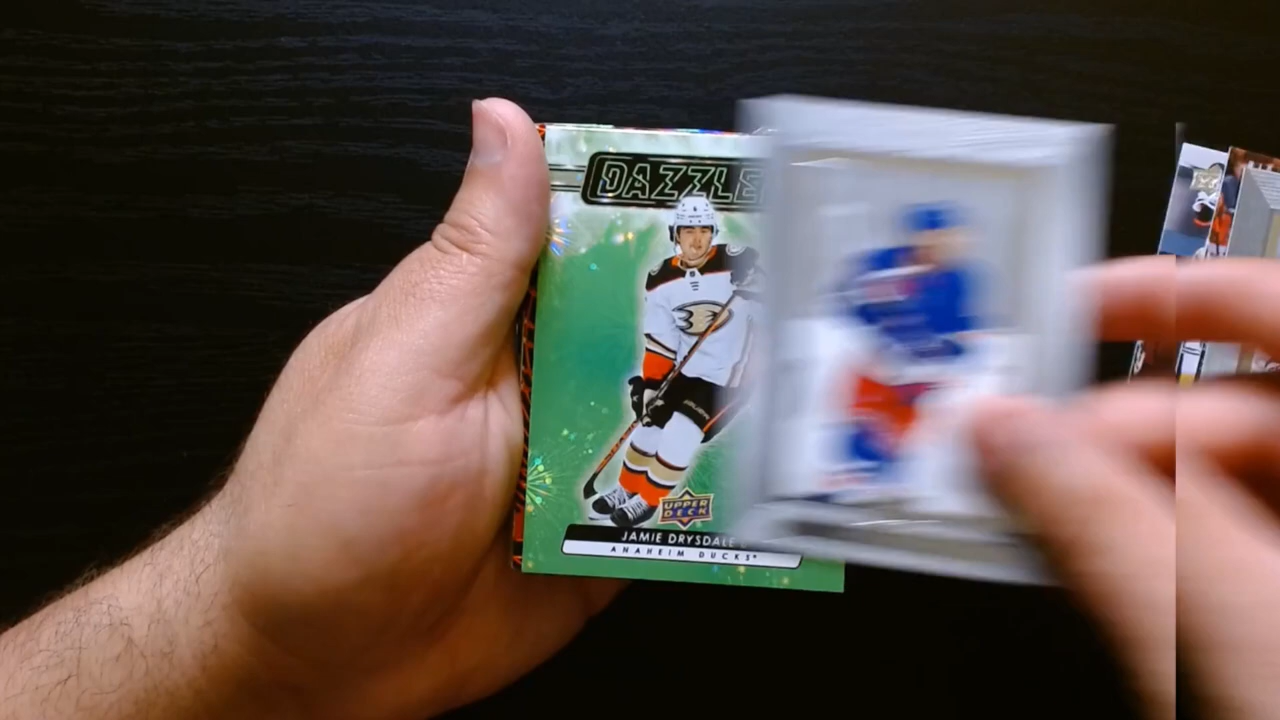 DAZZLE
UPPER
DECK
JAMIE DRYSDALE
ANAHEIM DUCKS